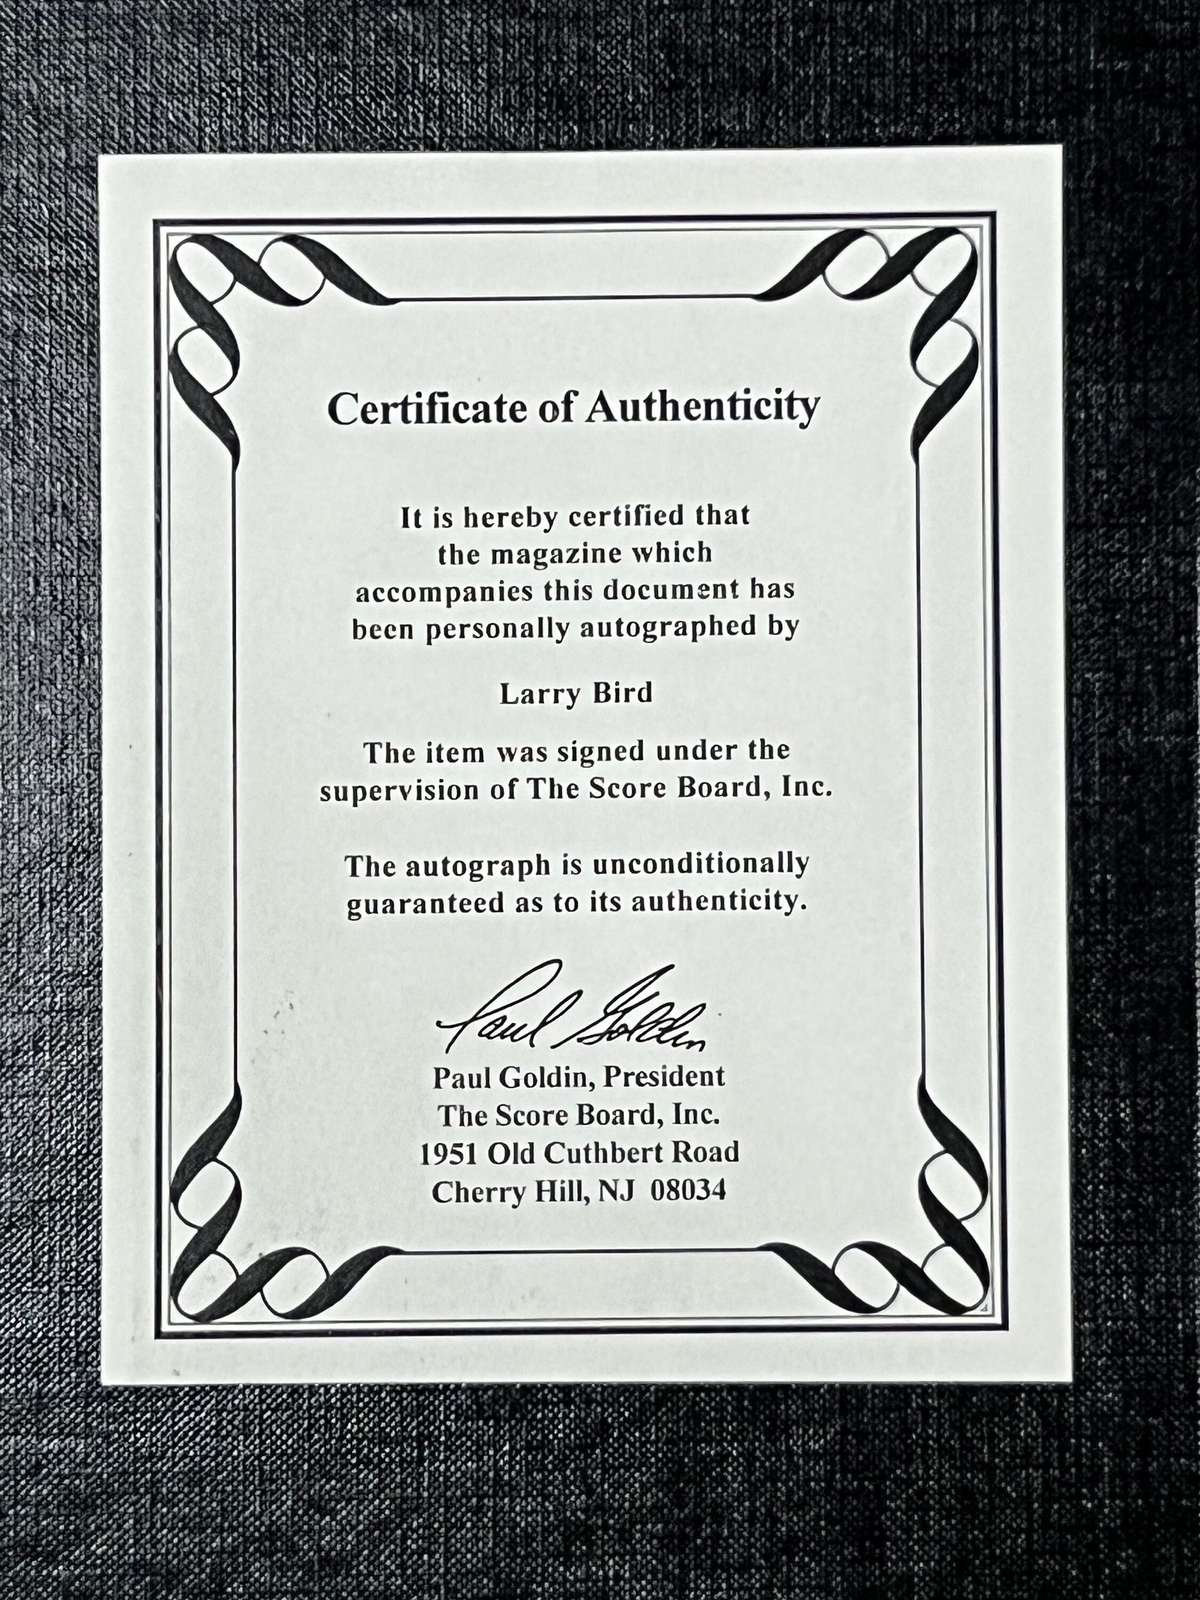 Certificate of Authenticity
It is hereby certified that
the magazine which
accompanies this document has
been personally autographed by
Larry Bird
The item was signed under the
supervision of The Score Board, Inc.
The autograph is unconditionally
guaranteed as to its authenticity.
Paul Goldin
Paul Goldin, President
The Score Board, Inc.
1951 Old Cuthbert Road
Cherry Hill, NJ  08034